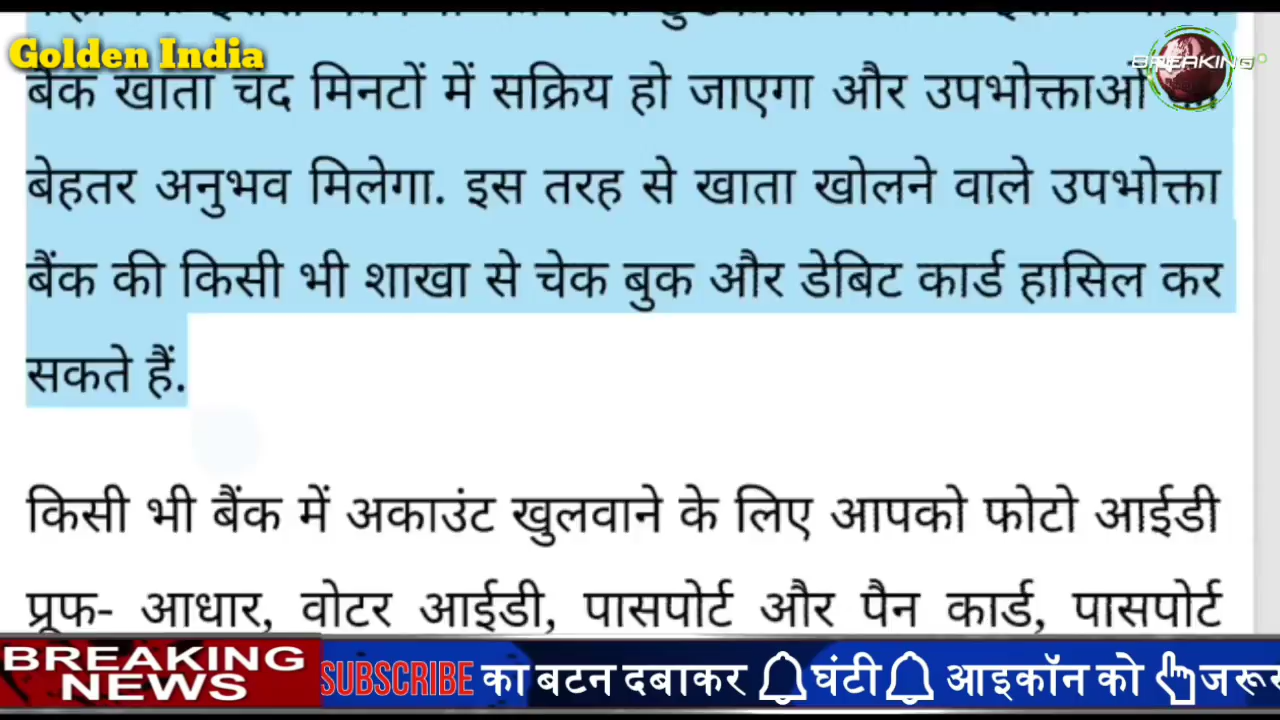 Golden India
BREAKING
बैंक खाता चंद मिनटों में सक्रिय हो जाएगा और उपभोक्ताओं
बेहतर अनुभव मिलेगा. इस तरह से खाता खोलने वाले उपभोक्ता
बैंक की किसी भी शाखा से चेक बुक और डेबिट कार्ड हासिल कर
सकते हैं.
किसी भी बैंक में अकाउंट खुलवाने के लिए आपको फोटो आईडी
प्रूफ- आधार, वोटर आईडी, पासपोर्ट और पैन कार्ड, पासपोर्ट
BREAKING
NEWS
SUBSCRIBE का बटन दबाकर घंटी आइकॉन को